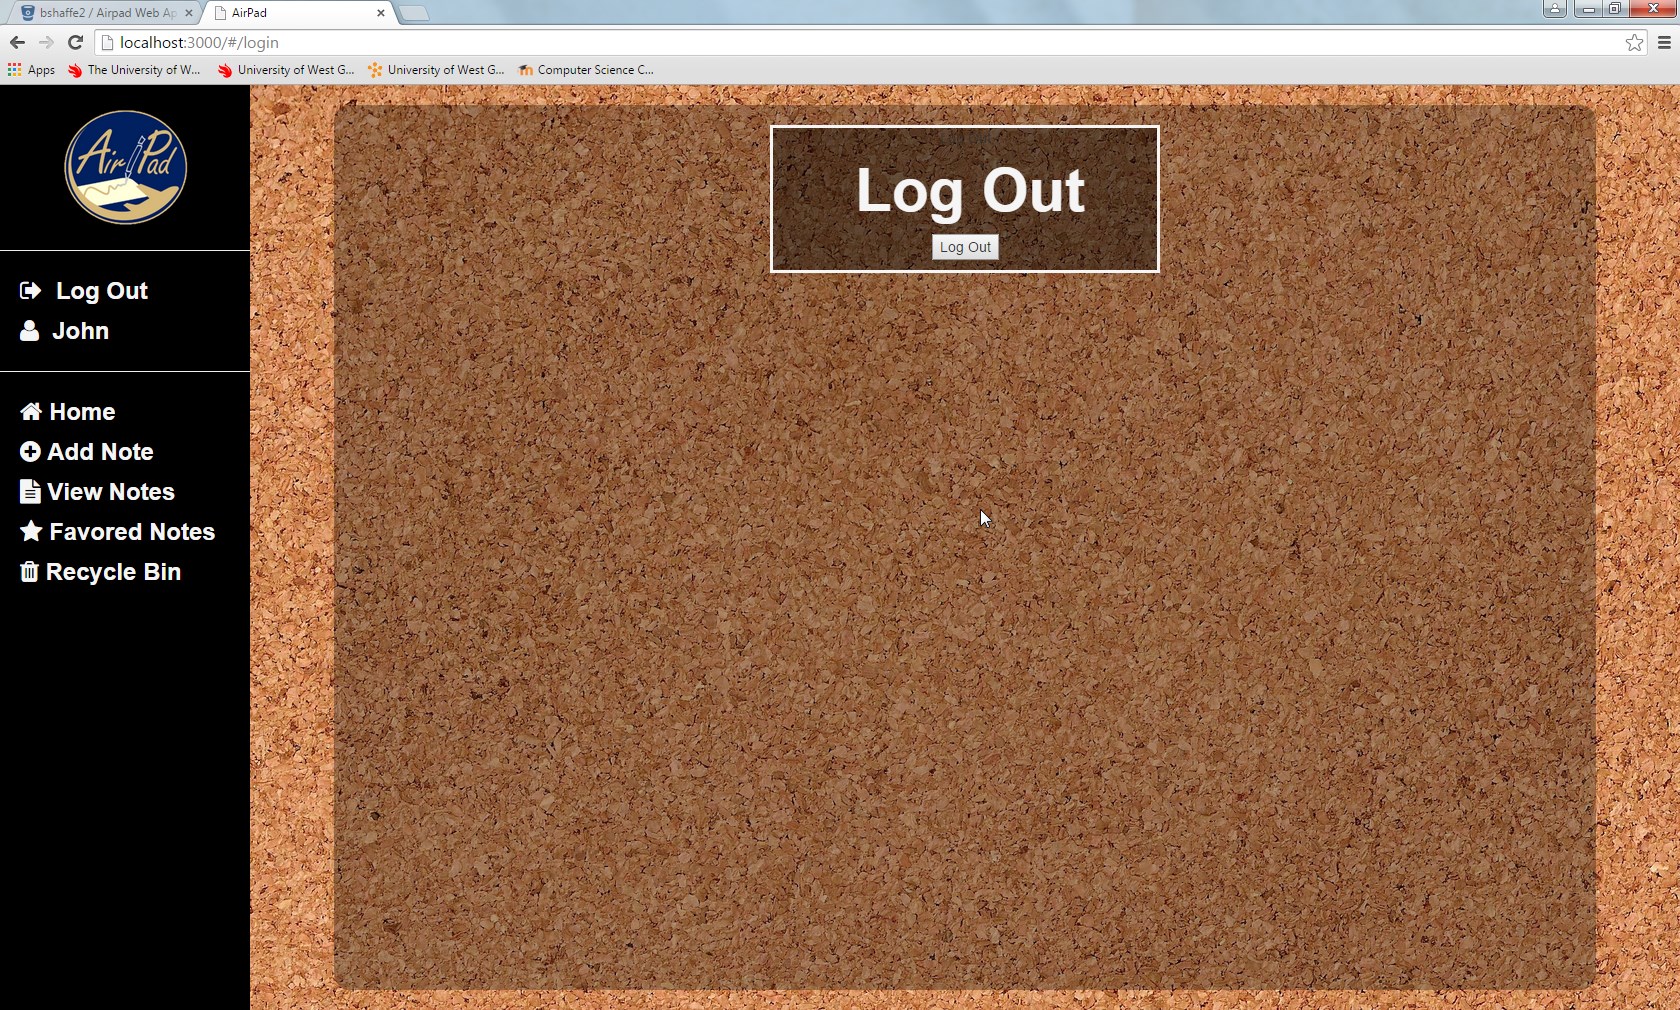 bshaffe2 / Airpad Web Ap
AirPad
localhost:3000/#/login
Apps
The University of W...
University of West G...
University of West G...
Computer Science C...
Air Pad
Log Out
John
Home
Add Note
View Notes
Favored Notes
Recycle Bin
Log Out
Log Out